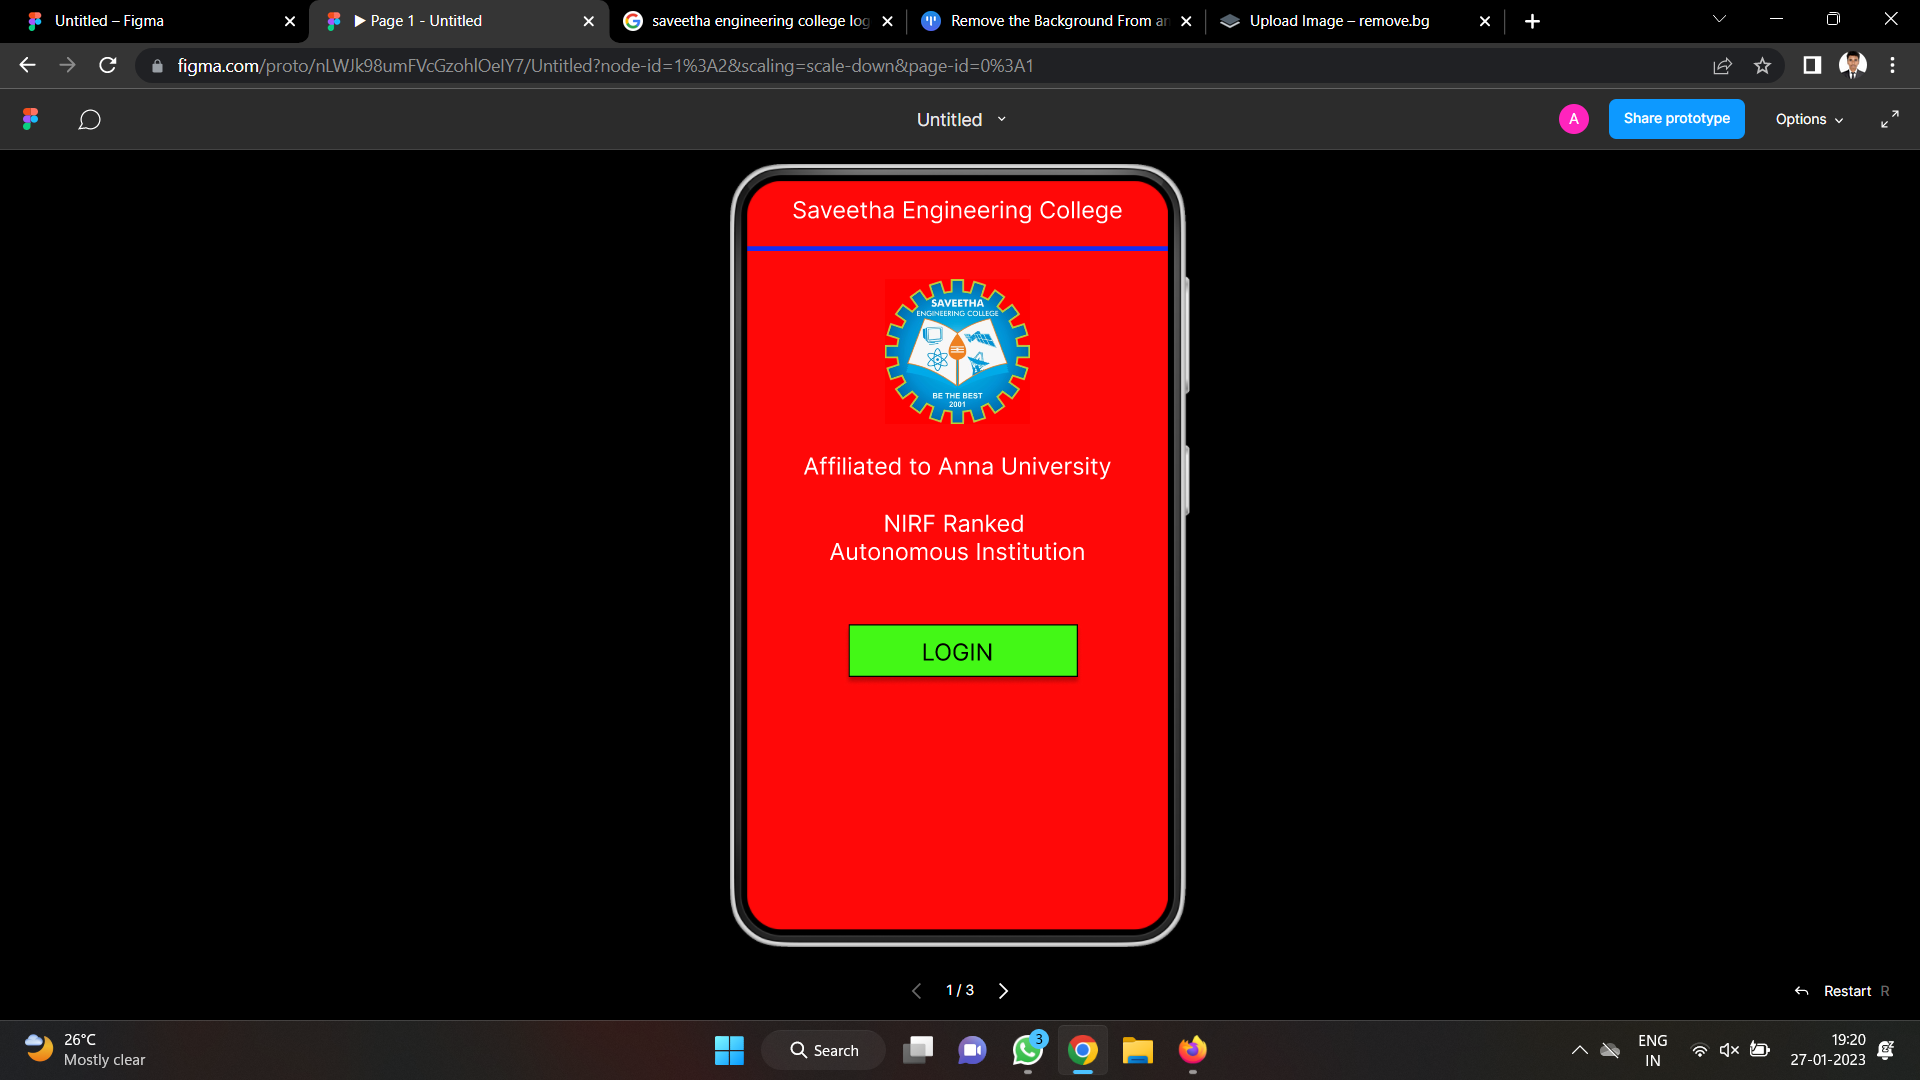 Untitled – Figma
Page 1 - Untitled
saveetha engineering college log
Remove the Background From an
Upload Image – remove.bg
figma.com/proto/nLWJk98umFVcGzohlOeIY7/Untitled?node-id=1%3A2&scaling=scale-down&page-id=0%3A1
Untitled
A
Share prototype
Options
Saveetha Engineering College
SAVEETHA
ENGINEERING COLLEGE
BE THE BEST
2001
Affiliated to Anna University
NIRF Ranked
Autonomous Institution
LOGIN
1 / 3
Restart R
26°C
Mostly clear
Search
3
ENG
IN
19:20
27-01-2023